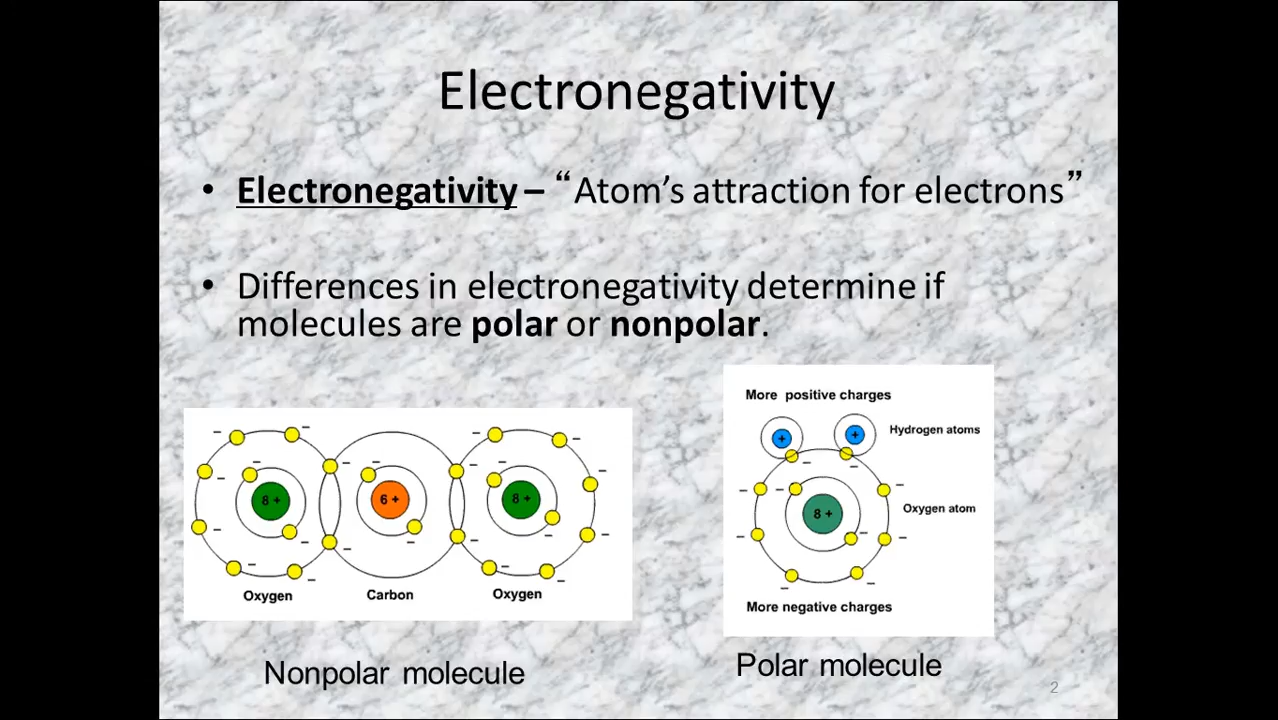 Electronegativity
• Electronegativity – “Atom’s attraction for electrons”
• Differences in electronegativity determine if
molecules are polar or nonpolar.
8 +
6 +
8 +
Oxygen
Carbon
Oxygen
Nonpolar molecule
More positive charges
+
+
Hydrogen atoms
8 +
Oxygen atom
More negative charges
Polar molecule
2